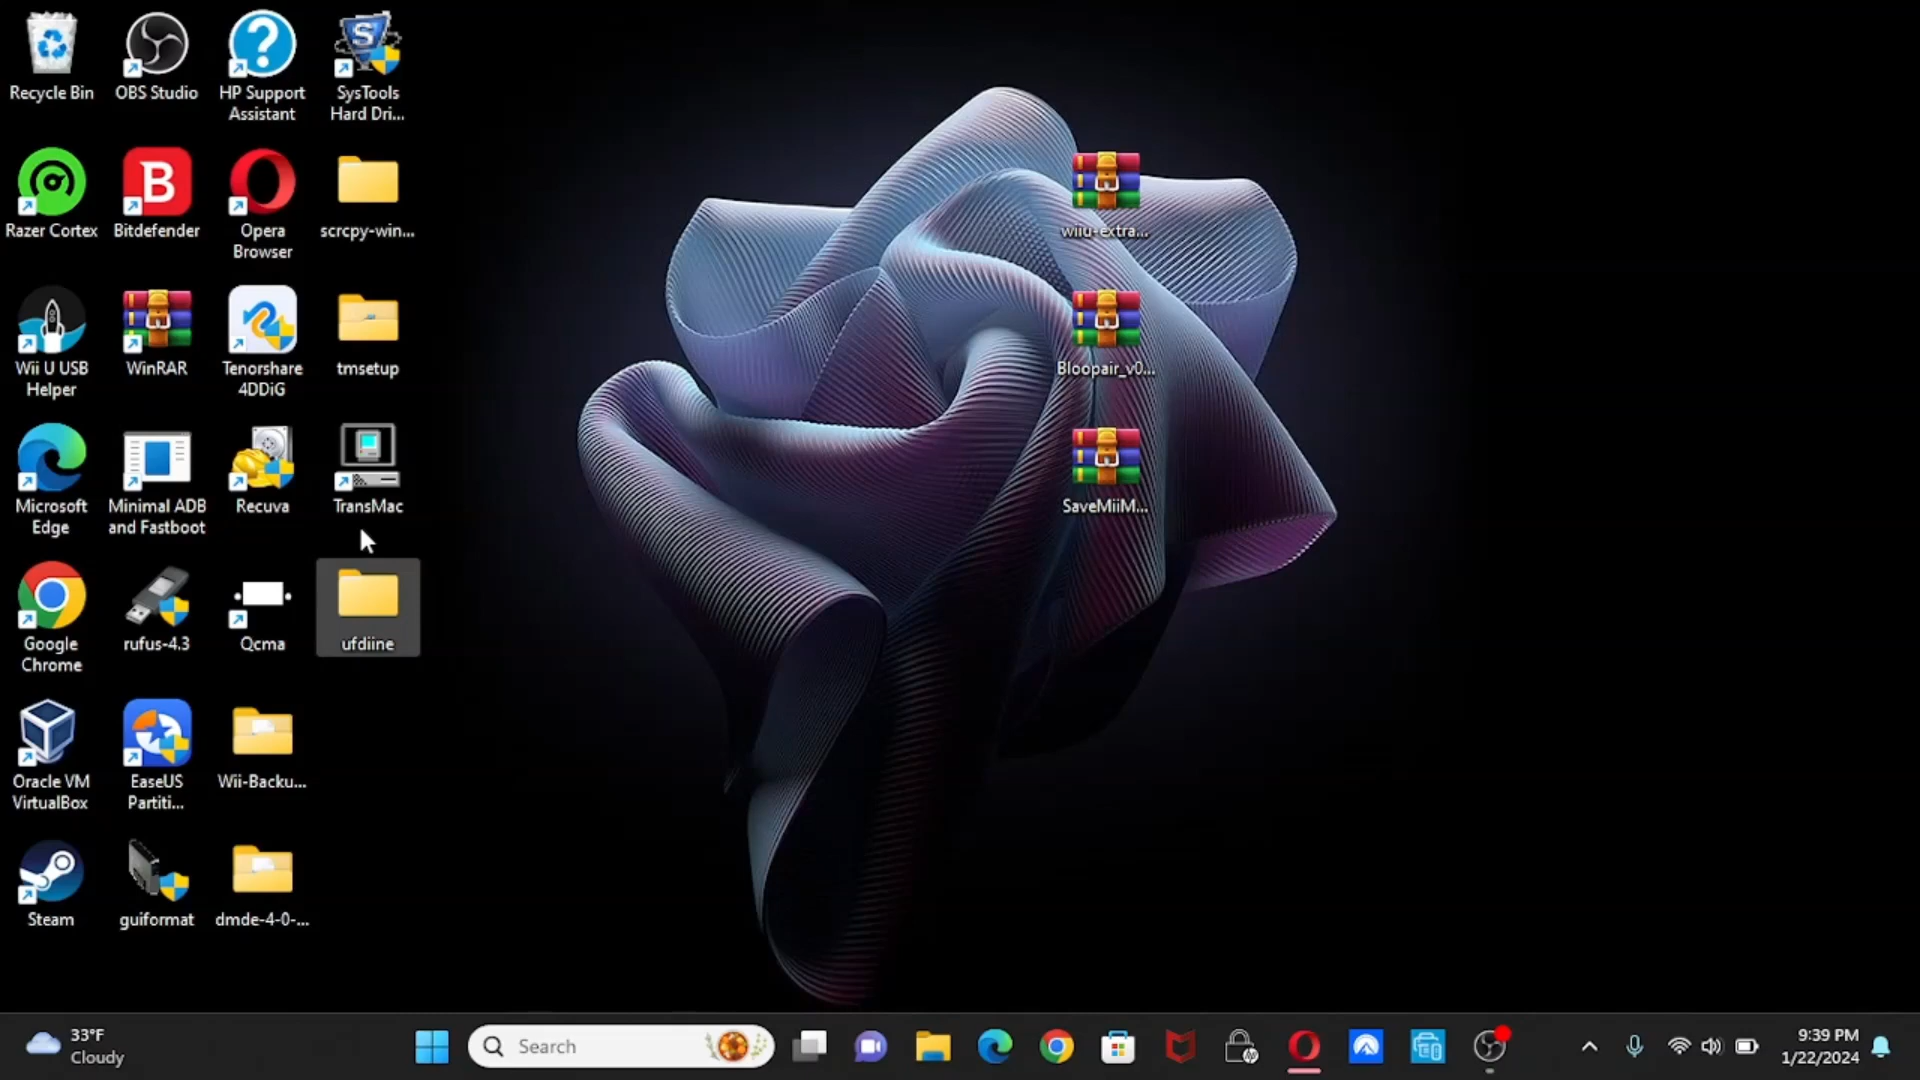 Recycle Bin
OBS Studio
HP Support
Assistant
SysTools
Hard Dri...
Razer Cortex
Bitdefender
Opera
Browser
scrcpy-win...
wiiu-extra...
Wii U USB
Helper
WinRAR
Tenorshare
4DDiG
tmsetup
Bloopair_v0...
Microsoft
Edge
Minimal ADB
and Fastboot
Recuva
TransMac
SaveMiiM...
Google
Chrome
rufus-4.3
Qcma
ufdiine
Oracle VM
VirtualBox
EaseUS
Partiti...
Wii-Backu...
Steam
guiformat
dmde-4-0-...
33°F
Cloudy
Search
9:39 PM
1/22/2024